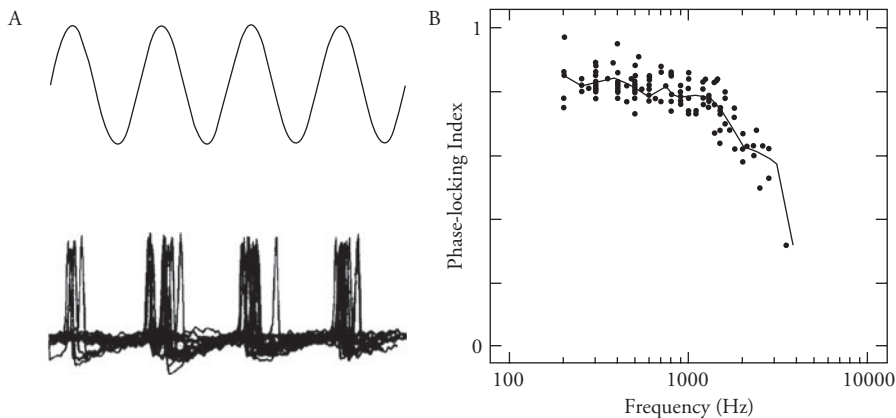 A
B
1
Phase-locking Index
0
100
1000
10000
Frequency (Hz)